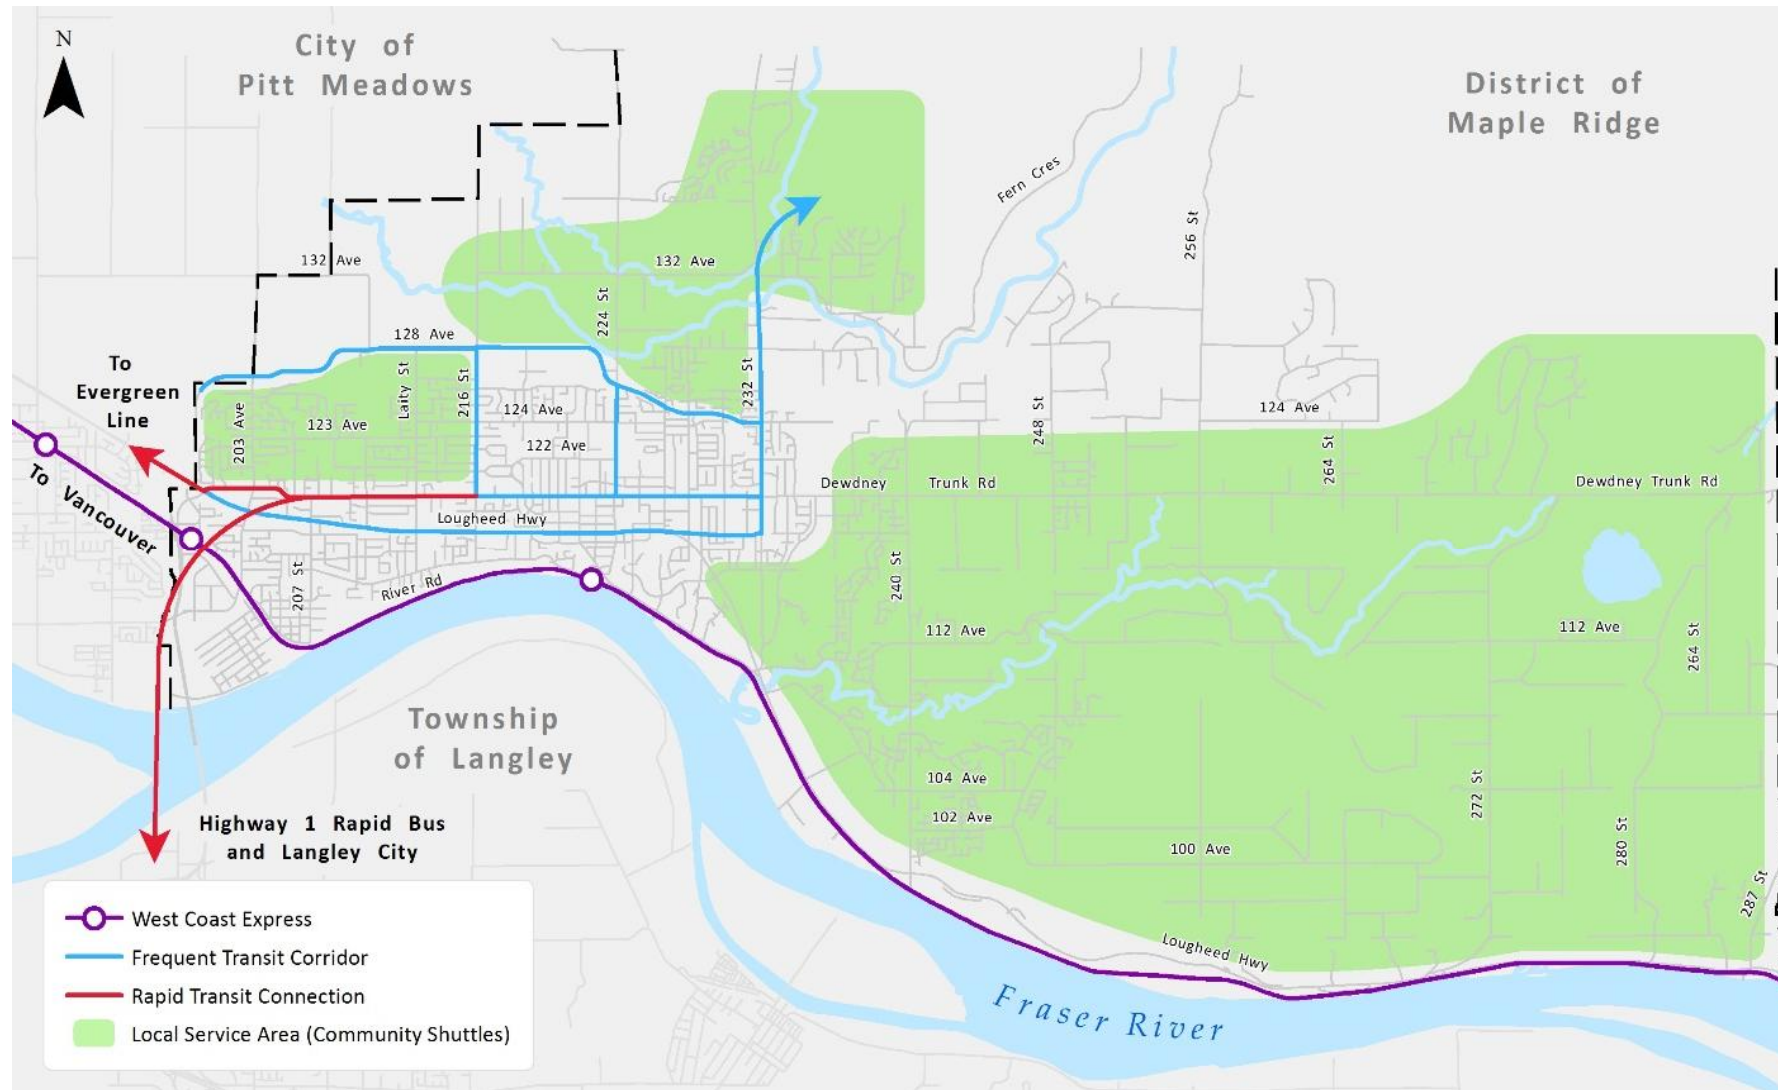 N
City of
Pitt Meadows
District of
Maple Ridge
Fern Cres
256 St
132 Ave
132 Ave
224 St
128 Ave
To
Evergreen
Line
Laity St
216 St
232 St
203 Ave
123 Ave
124 Ave
122 Ave
248 St
124 Ave
264 St
To Vancouver
Dewdney Trunk Rd
Dewdney Trunk Rd
Lougheed Hwy
207 St
River Rd
240 St
112 Ave
112 Ave
264 St
Township
of Langley
104 Ave
102 Ave
272 St
280 St
100 Ave
287 St
Highway 1 Rapid Bus
and Langley City
Lougheed Hwy
Fraser River
West Coast Express
Frequent Transit Corridor
Rapid Transit Connection
Local Service Area (Community Shuttles)